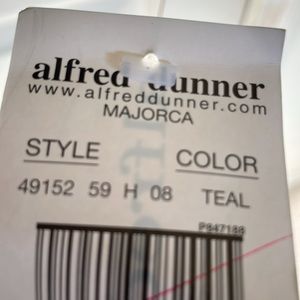 alfred dunner
www.alfreddunner.com
MAJORCA
STYLE COLOR
49152 59 H 08 TEAL
P847188